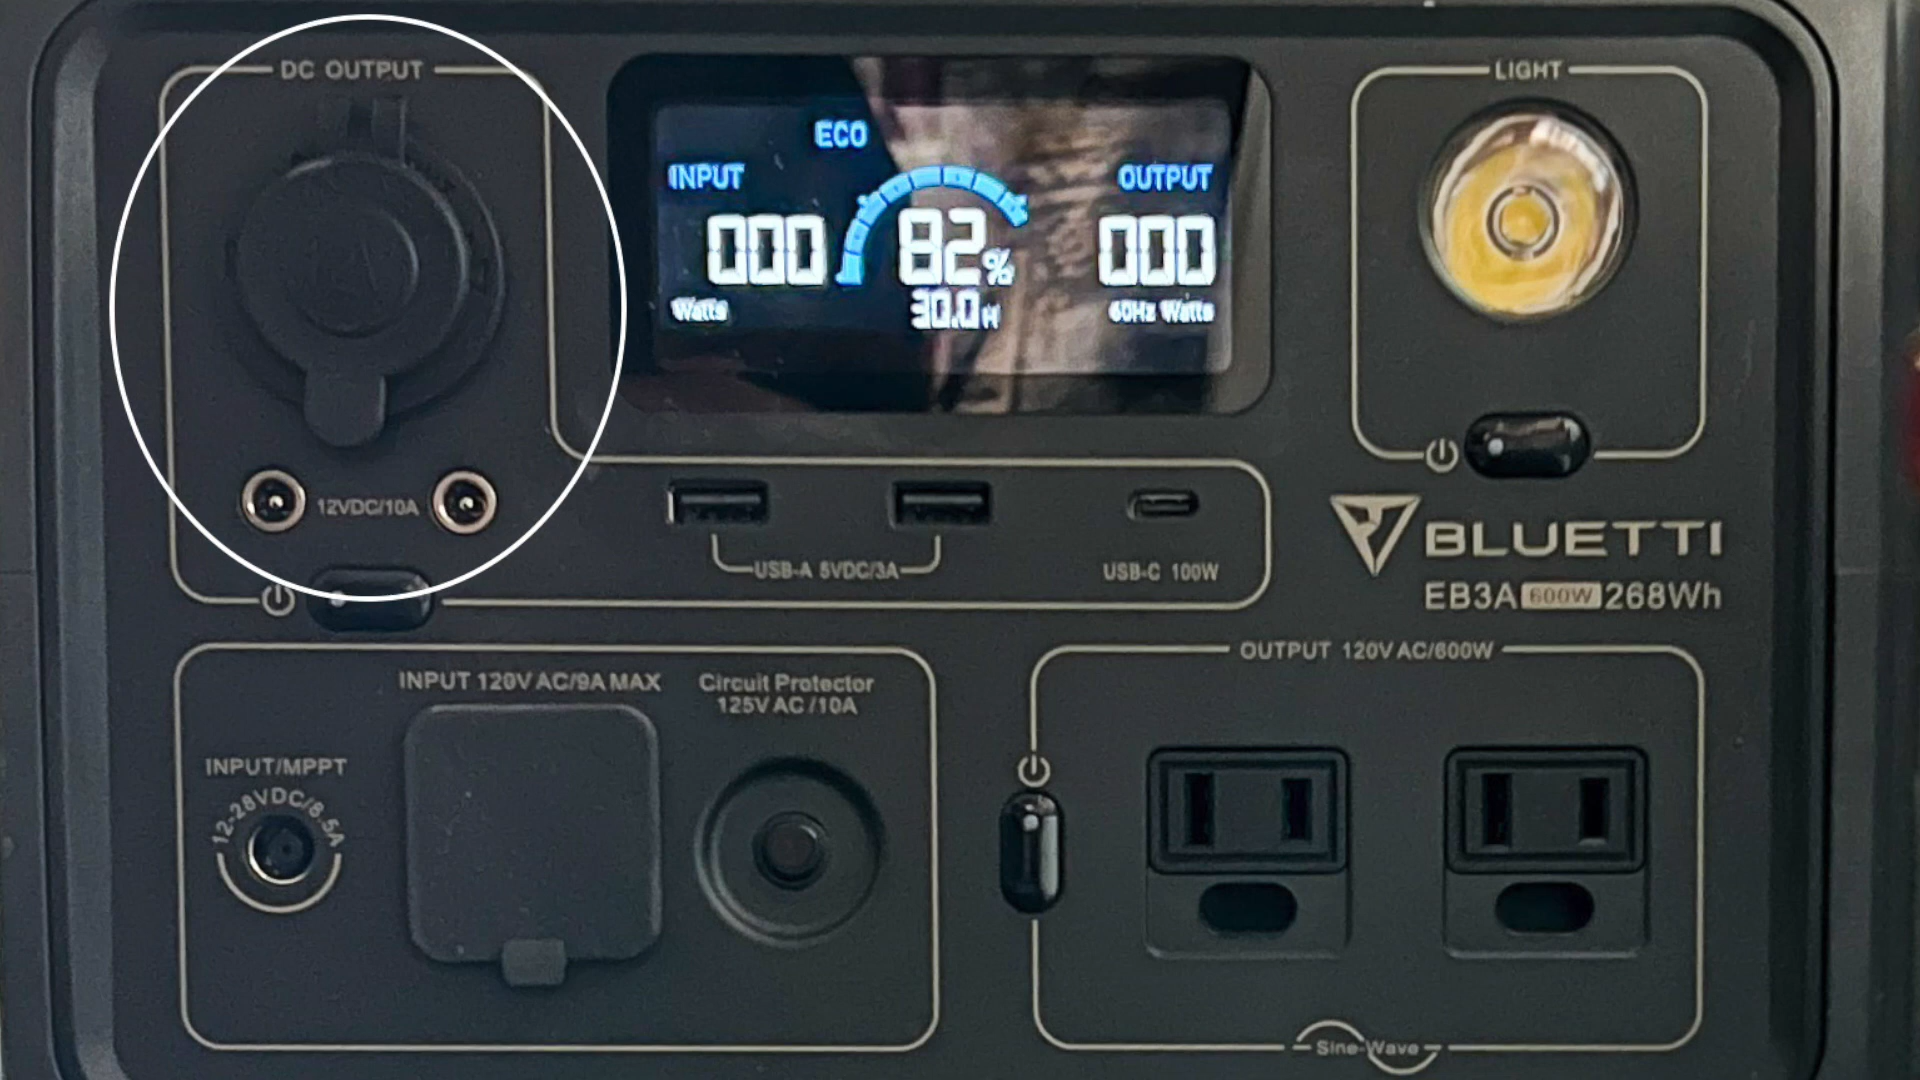 DC OUTPUT
12VDC/10A
ECO
INPUT
OUTPUT
000
82%
000
Watts
30.0H
60Hz Watts
LIGHT
USB-A 5VDC/3A
USB-C 100W
BLUETTI
EB3A 600W 268Wh
INPUT 120V AC/9A MAX
Circuit Protector
125V AC /10A
INPUT/MPPT
12-28VDC/8.5A
OUTPUT 120V AC/600W
Sine-Wave